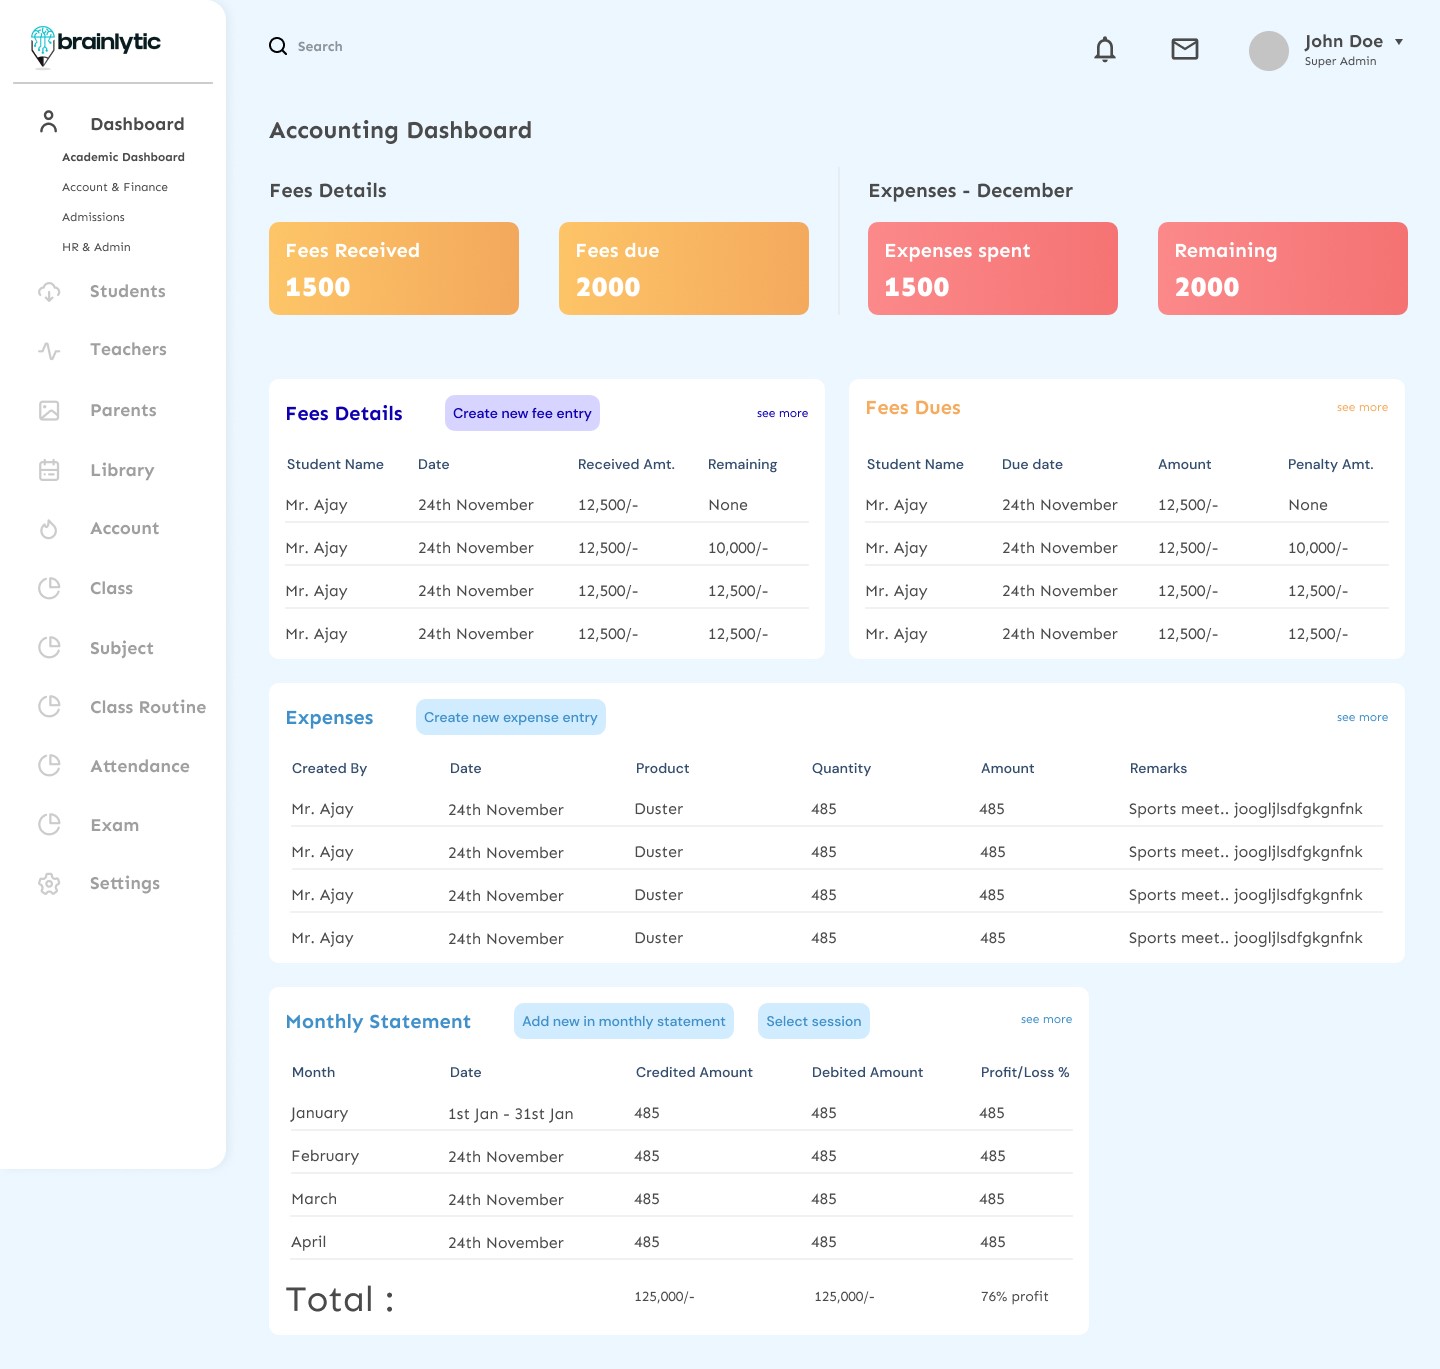 brainlytic
Search
John Doe
Super Admin
Dashboard
Academic Dashboard
Account & Finance
Admissions
HR & Admin
Students
Teachers
Parents
Library
Account
Class
Subject
Class Routine
Attendance
Exam
Settings
Accounting Dashboard
Fees Details
Fees Received
1500
Fees due
2000
Expenses - December
Expenses spent
1500
Remaining
2000
Fees Details Create new fee entry see more
Student Name Date Received Amt. Remaining
Mr. Ajay 24th November 12,500/- None
Mr. Ajay 24th November 12,500/- 10,000/-
Mr. Ajay 24th November 12,500/- 12,500/-
Mr. Ajay 24th November 12,500/- 12,500/-
Fees Dues see more
Student Name Due date Amount Penalty Amt.
Mr. Ajay 24th November 12,500/- None
Mr. Ajay 24th November 12,500/- 10,000/-
Mr. Ajay 24th November 12,500/- 12,500/-
Mr. Ajay 24th November 12,500/- 12,500/-
Expenses Create new expense entry see more
Created By Date Product Quantity Amount Remarks
Mr. Ajay 24th November Duster 485 485 Sports meet.. joogljlsdfgkgnfnk
Mr. Ajay 24th November Duster 485 485 Sports meet.. joogljlsdfgkgnfnk
Mr. Ajay 24th November Duster 485 485 Sports meet.. joogljlsdfgkgnfnk
Mr. Ajay 24th November Duster 485 485 Sports meet.. joogljlsdfgkgnfnk
Monthly Statement Add new in monthly statement Select session see more
Month Date Credited Amount Debited Amount Profit/Loss %
January 1st Jan - 31st Jan 485 485 485
February 24th November 485 485 485
March 24th November 485 485 485
April 24th November 485 485 485
Total : 125,000/- 125,000/- 76% profit